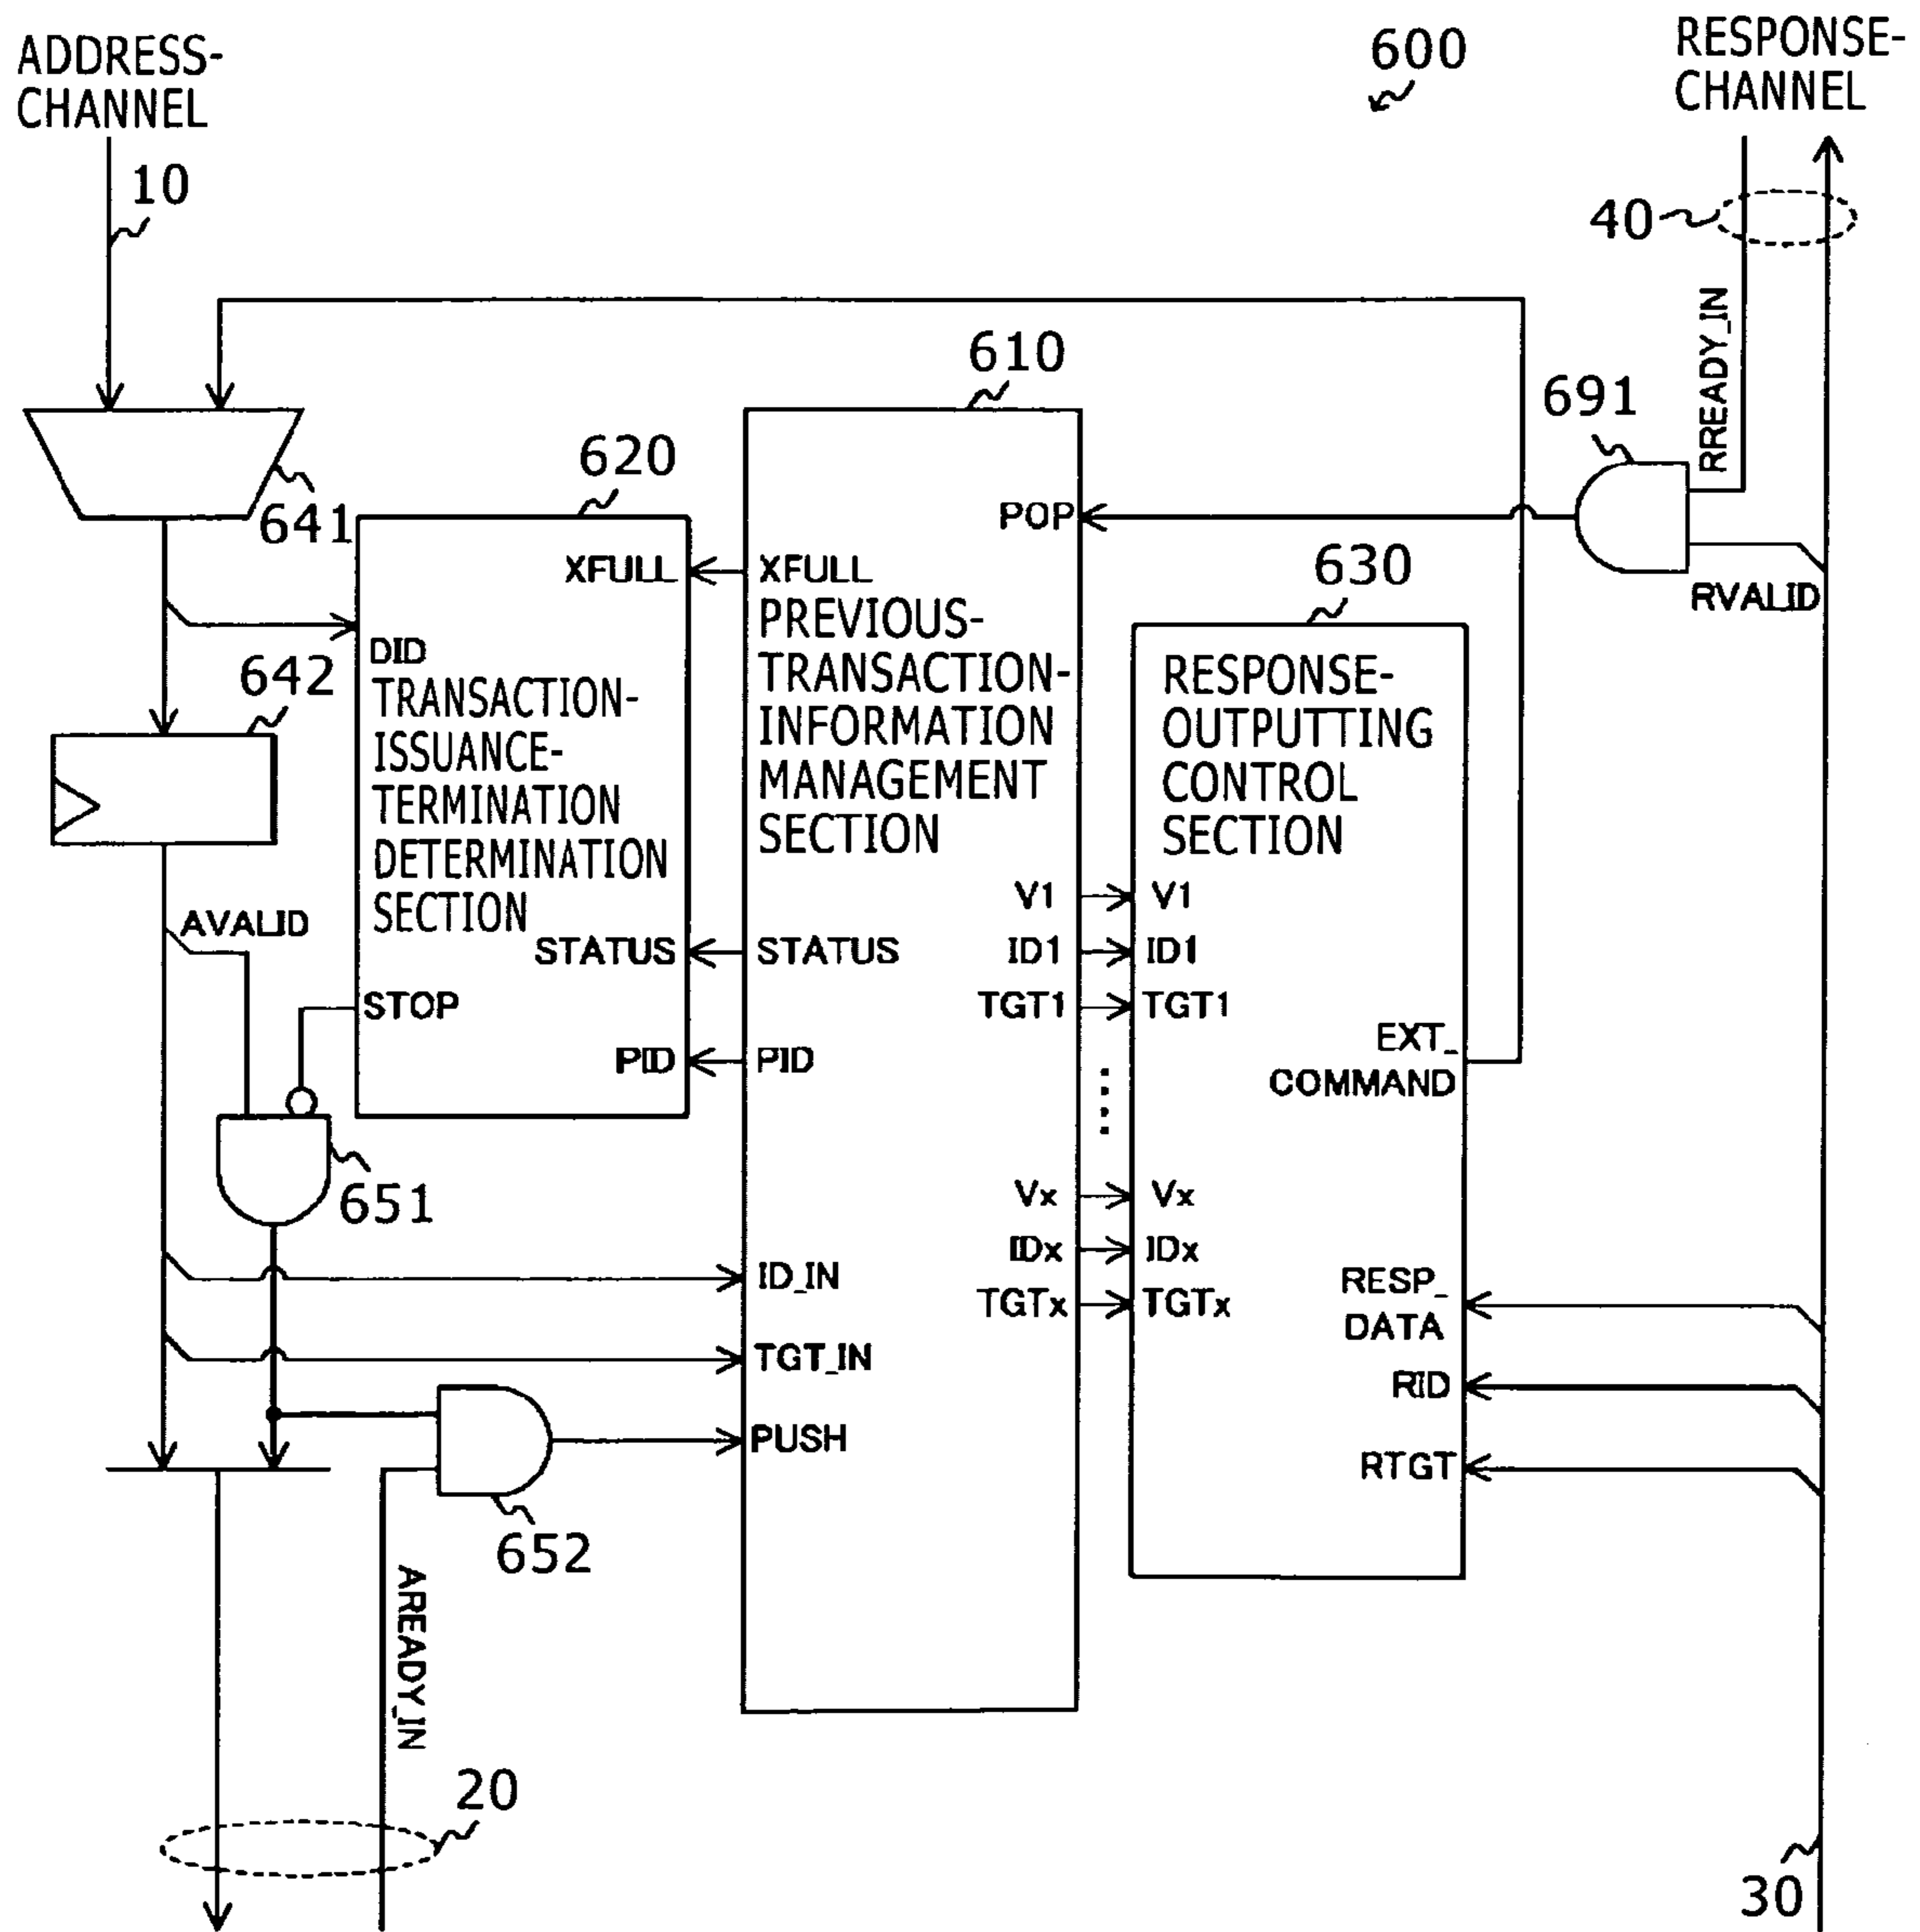 ADDRESS-
CHANNEL
10
600
RESPONSE-
CHANNEL
40
RREADY_IN
610
691
620
641
POP
XFULL
XFULL
630
RVALID
DID
642
TRANSACTION-
ISSUANCE-
TERMINATION
DETERMINATION
SECTION
PREVIOUS-
TRANSACTION-
INFORMATION
MANAGEMENT
SECTION
RESPONSE-
OUTPUTTING
CONTROL
SECTION
AVALID
V1
V1
STATUS
STATUS
ID1
ID1
STOP
TGT1
TGT1
PID
PID
EXT_
COMMAND
651
Vx
Vx
ID_IN
IDx
IDx
RESP_
DATA
TGTx
TGTx
TGT_IN
RID
PUSH
RTGT
652
AREADY_IN
20
30